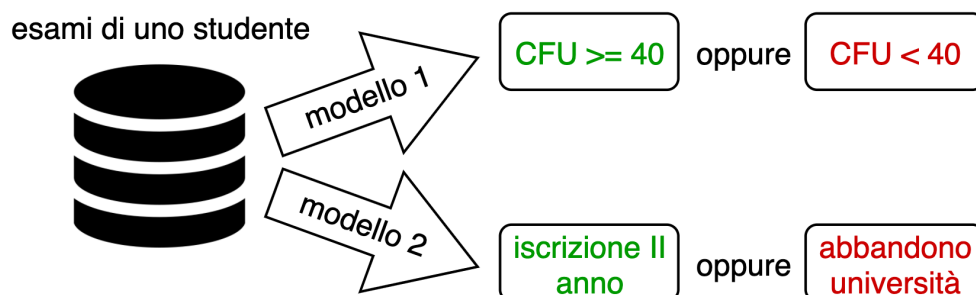 esami di uno studente
modello 1
CFU >= 40 oppure CFU < 40
modello 2
iscrizione II
anno
oppure
abbandono
università